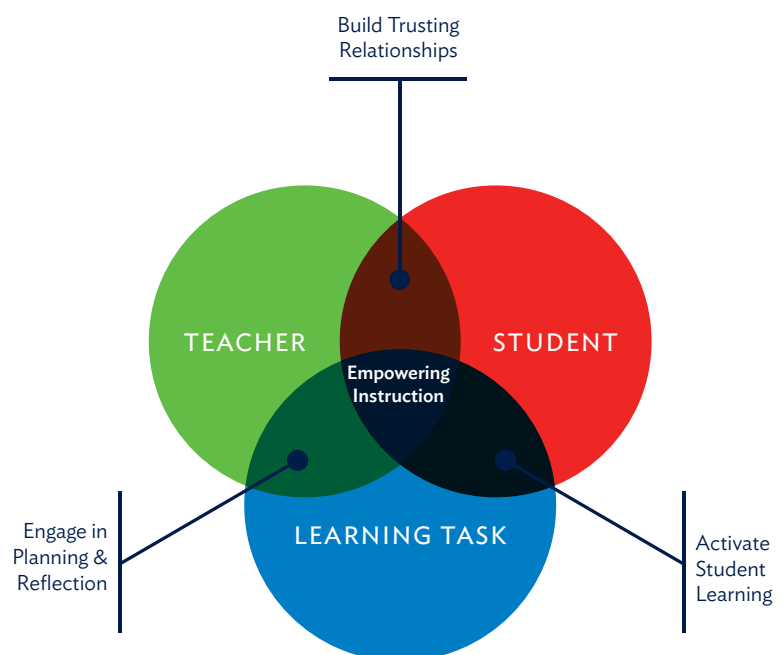 Build Trusting
Relationships
TEACHER
STUDENT
Empowering
Instruction
LEARNING TASK
Engage in
Planning &
Reflection
Activate
Student
Learning